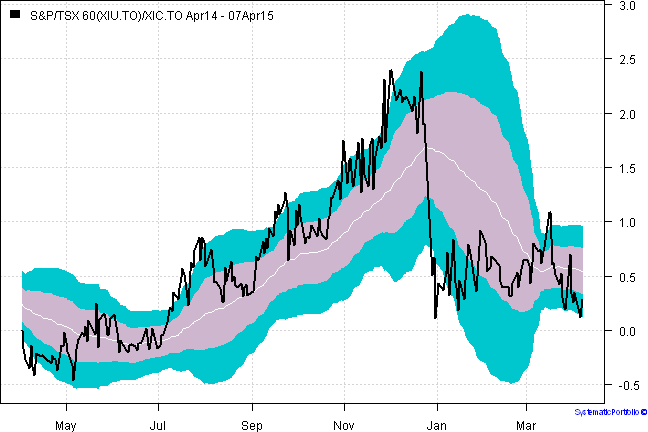 S&P/TSX 60(XIU.TO)/XIC.TO Apr14 - 07Apr15
3.0
2.5
2.0
1.5
1.0
0.5
0.0
-0.5
May Jul Sep Nov Jan Mar
SystematicPortfolio ©